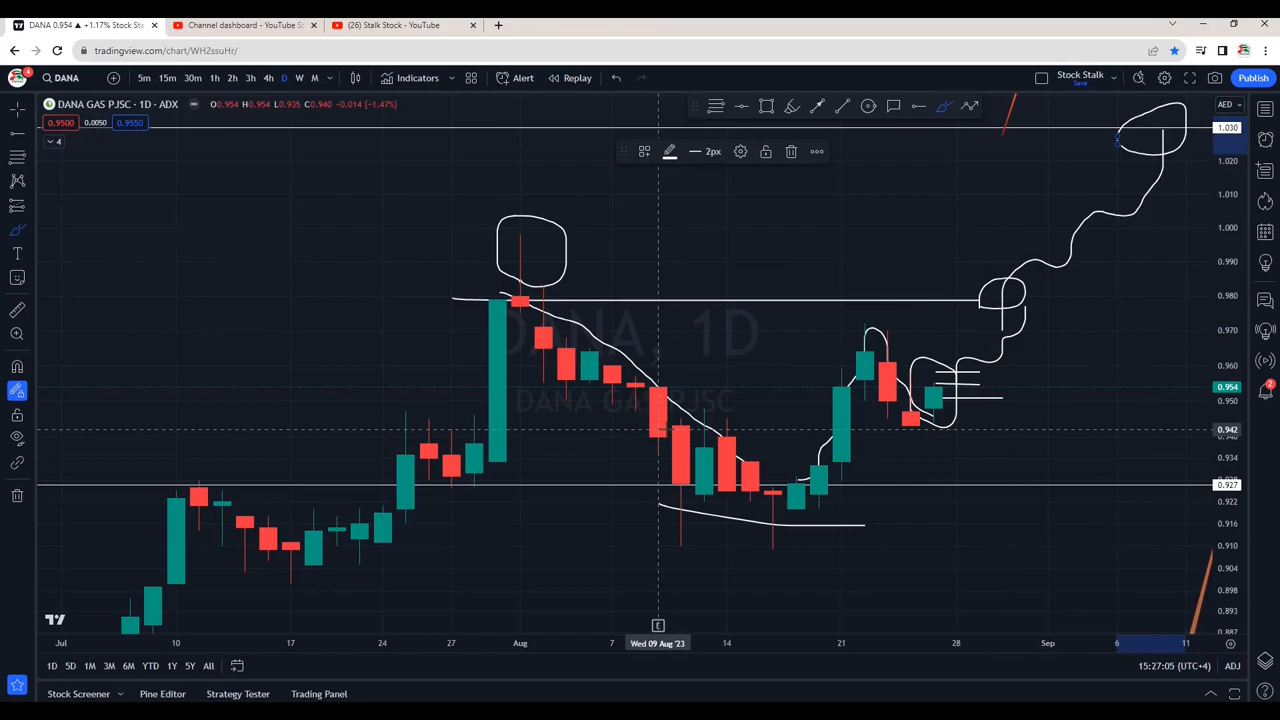 DANA 0.954 ▲ +1.17% Stock Sta
Channel dashboard - YouTube S
(26) Stalk Stock - YouTube
tradingview.com/chart/WH2ssuHr/
4
DANA
5m 15m 30m 1h 2h 3h 4h D W M
Indicators
Alert
Replay
Stock Stalk
Save
Publish
DANA GAS PJSC · 1D · ADX O0.954 H0.954 L0.935 C0.940 −0.014 (−1.47%)
AED
0.9500 0.0050 0.9550
4
2px
DANA, 1D
DANA GAS PJSC
1.030
1.020
1.010
1.000
0.990
0.980
0.970
0.960
0.954
0.950
0.942
0.940
0.934
0.927
0.928
0.922
0.916
0.910
0.904
0.898
0.893
0.887
2
E
Jul 10 17 24 27 Aug 7 Wed 09 Aug '23 14 21 28 Sep 6 11
1D 5D 1M 3M 6M YTD 1Y 5Y All
15:27:05 (UTC+4) ADJ
Stock Screener Pine Editor Strategy Tester Trading Panel